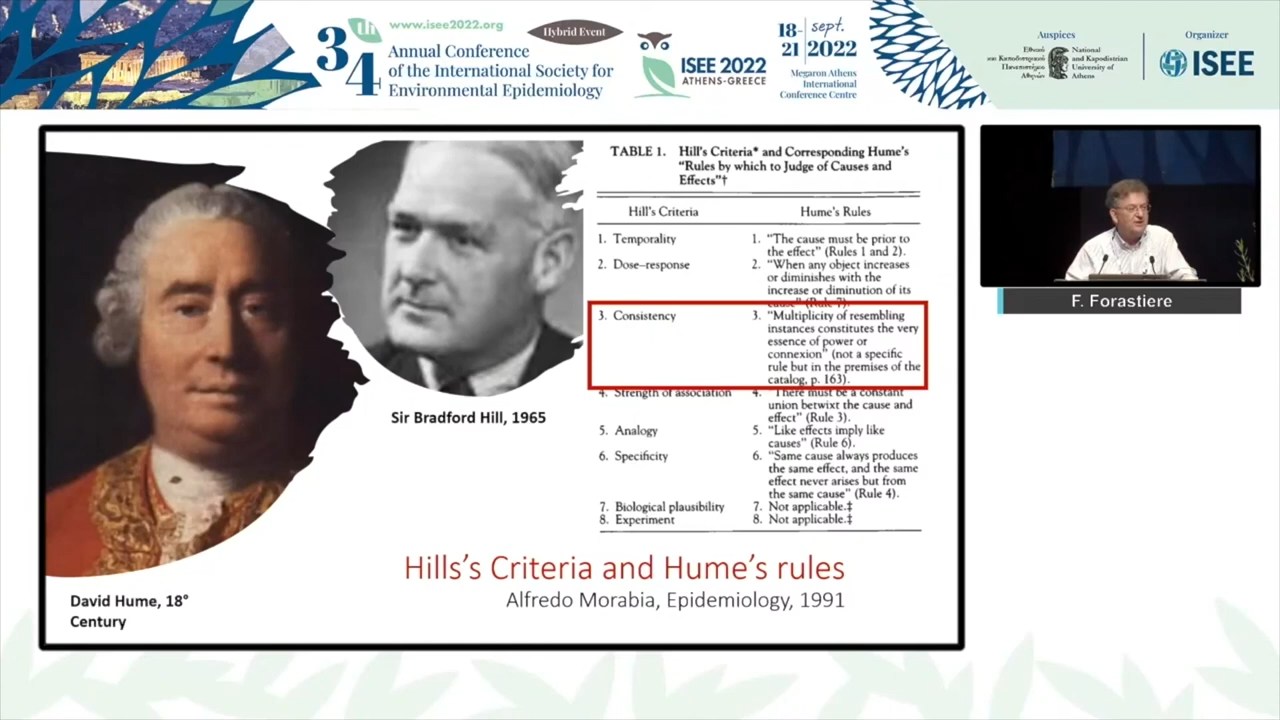 34th
www.isee2022.org
Hybrid Event
Annual Conference
of the International Society for
Environmental Epidemiology
ISEE 2022
ATHENS-GREECE
18-21 sept. 2022
Megaron Athens
International
Conference Centre
Auspices
Εθνικό
και Καποδιστριακό
Πανεπιστήμιο
Αθηνών
National
and Kapodistrian
University of
Athens
Organizer
ISEE
TABLE 1. Hill's Criteria* and Corresponding Hume's
"Rules by which to Judge of Causes and
Effects"†
Hill's Criteria Hume's Rules
1. Temporality 1. "The cause must be prior to
the effect" (Rules 1 and 2).
2. Dose–response 2. "When any object increases
or diminishes with the
increase or diminution of its
cause" (Rule 7).
3. Consistency 3. "Multiplicity of resembling
instances constitutes the very
essence of power or
connexion" (not a specific
rule but in the premises of the
catalog, p. 163).
4. Strength of association 4. "There must be a constant
union betwixt the cause and
effect" (Rule 3).
5. Analogy 5. "Like effects imply like
causes" (Rule 6).
6. Specificity 6. "Same cause always produces
the same effect, and the same
effect never arises but from
the same cause" (Rule 4).
7. Biological plausibility 7. Not applicable.‡
8. Experiment 8. Not applicable.‡
Sir Bradford Hill, 1965
Hills's Criteria and Hume's rules
Alfredo Morabia, Epidemiology, 1991
David Hume, 18°
Century
F. Forastiere